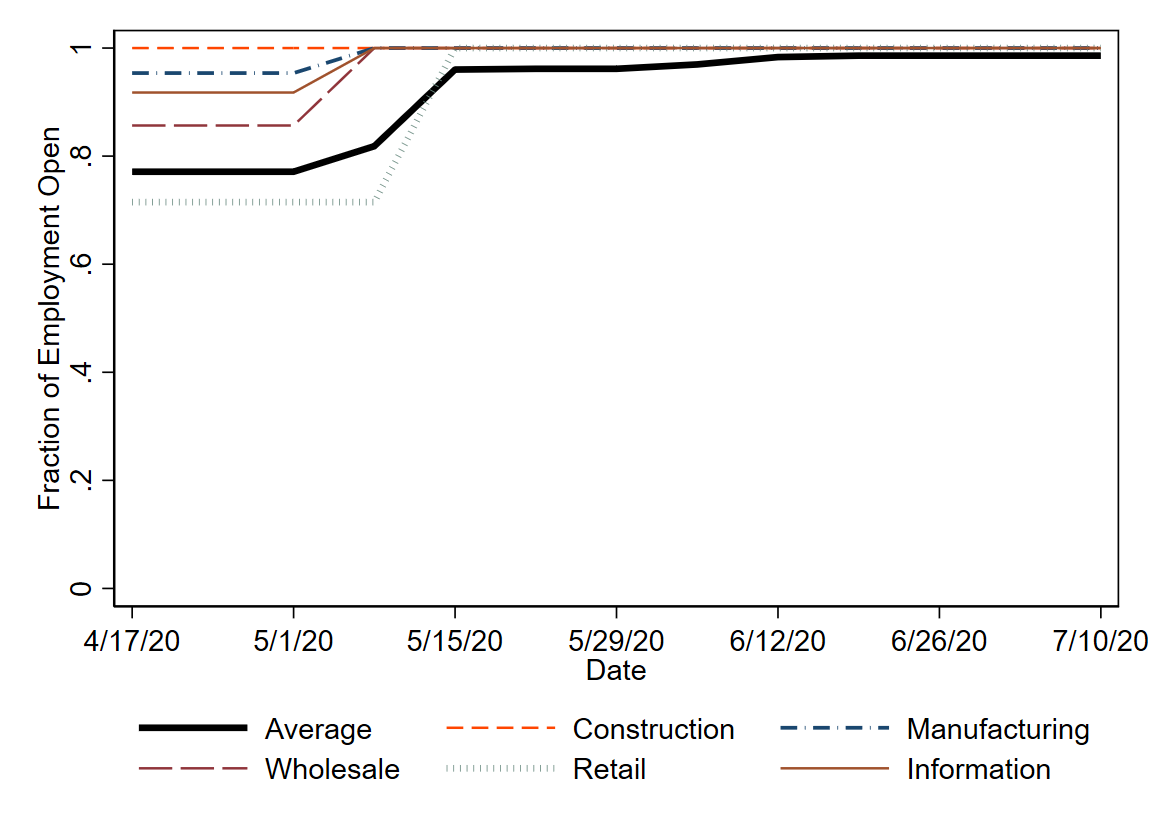 Fraction of Employment Open
1
.8
.6
.4
.2
0
4/17/20 5/1/20 5/15/20 5/29/20 6/12/20 6/26/20 7/10/20
Date
Average Construction Manufacturing
Wholesale Retail Information